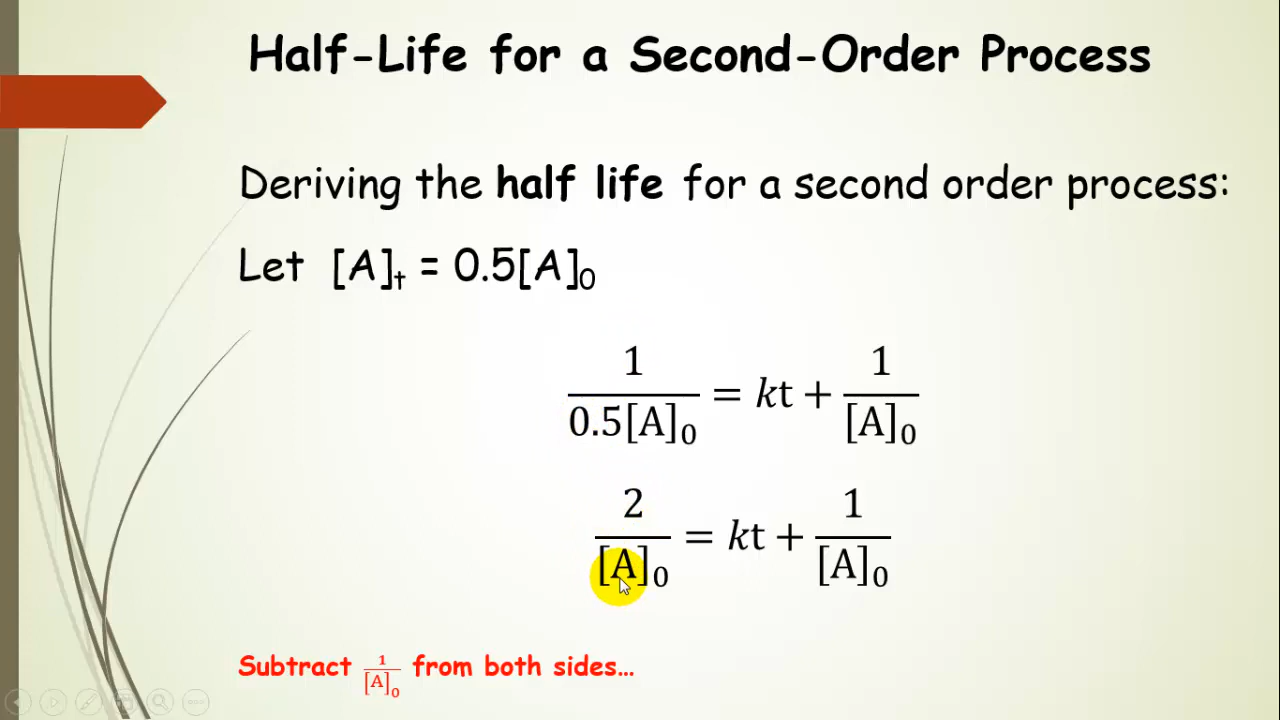 Half-Life for a Second-Order Process
Deriving the half life for a second order process:
Let [A]ₜ = 0.5[A]₀
1/(0.5[A]₀) = kt + 1/[A]₀
2/[A]₀ = kt + 1/[A]₀
Subtract 1/[A]₀ from both sides…